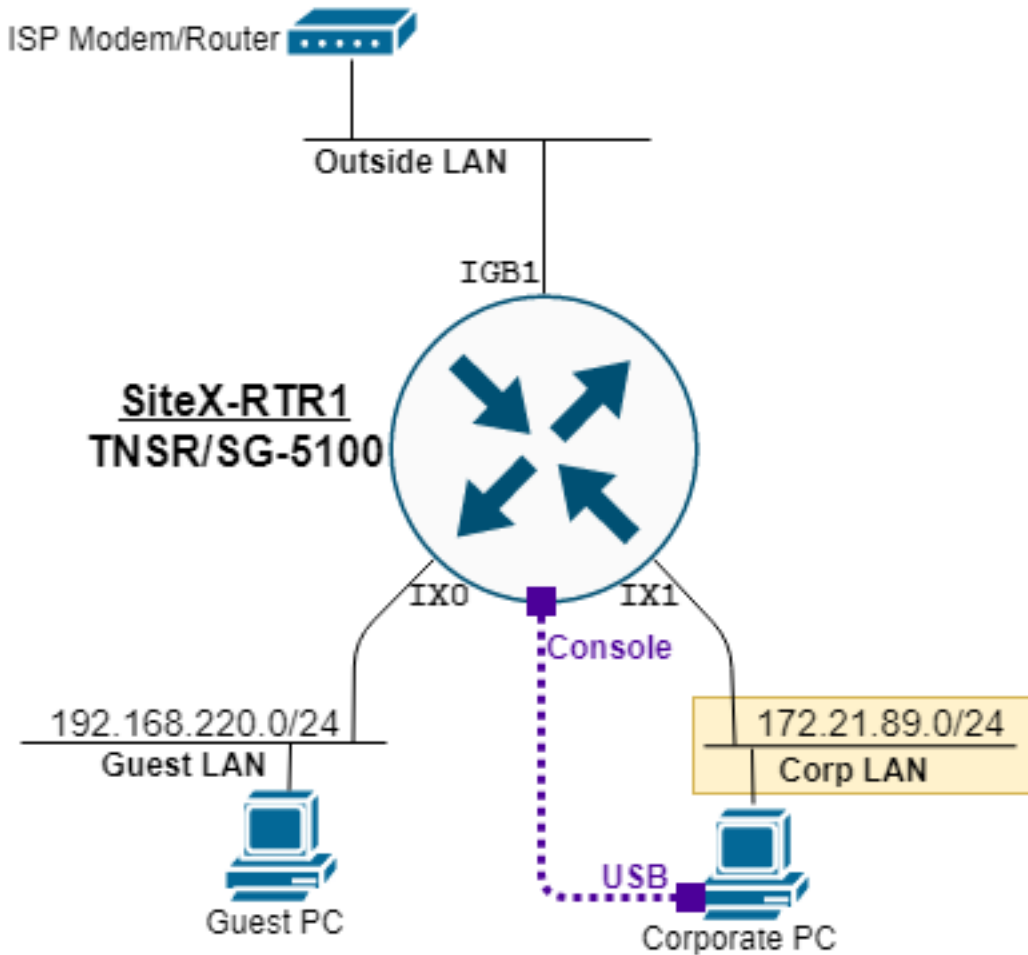 ISP Modem/Router
Outside LAN
IGB1
SiteX-RTR1
TNSR/SG-5100
IX0
IX1
Console
192.168.220.0/24
172.21.89.0/24
Guest LAN
Corp LAN
USB
Guest PC
Corporate PC